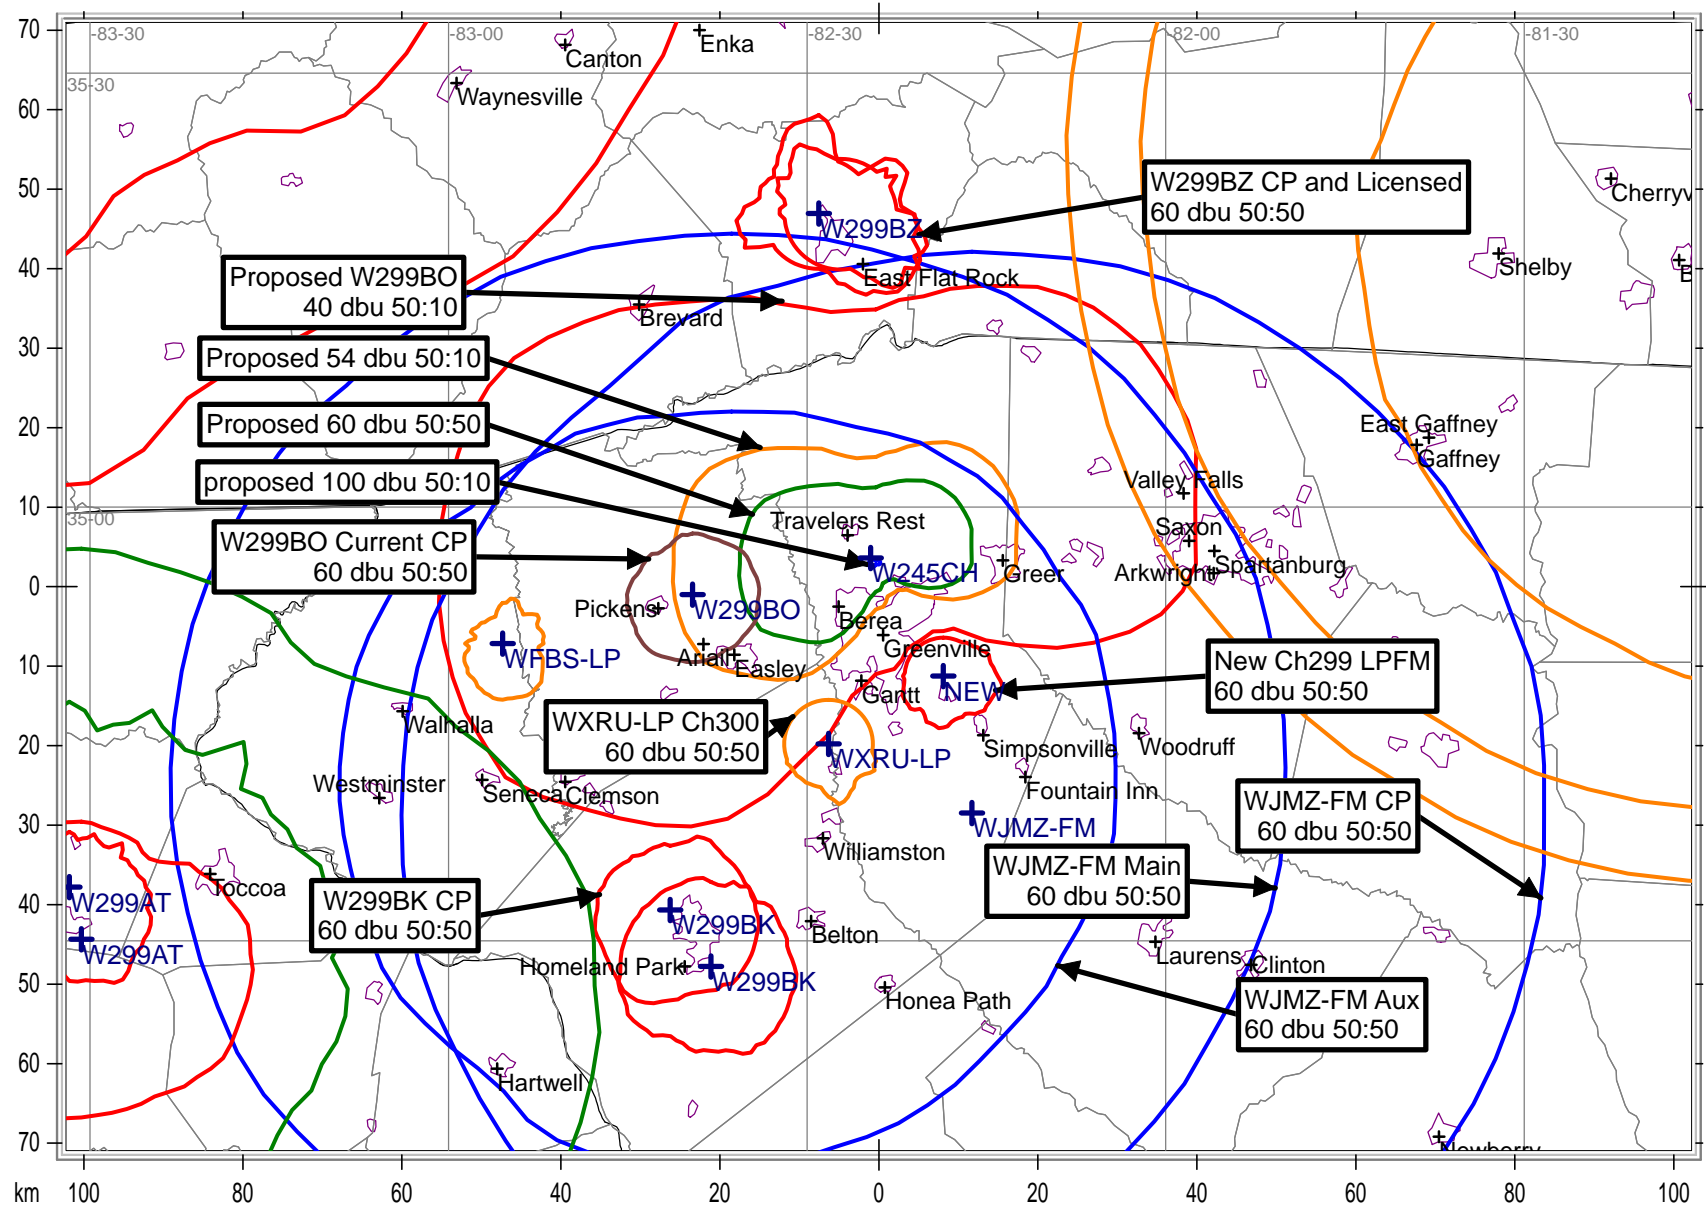 70
-83-30
-83-00
-82-30
-82-00
-81-30
Enka
Canton
35-30
Waynesville
60
W299BZ CP and Licensed
60 dbu 50:50
50
Cherryv
W299BZ
40
East Flat Rock
Shelby
Proposed W299BO
40 dbu 50:10
Brevard
30
Proposed 54 dbu 50:10
20
Proposed 60 dbu 50:50
East Gaffney
Gaffney
proposed 100 dbu 50:10
Valley Falls
10
35-00
Travelers Rest
Saxon
W299BO Current CP
60 dbu 50:50
W245CH
Greer
Arkwright
Spartanburg
0
Pickens
W299BO
Berea
Greenville
WFBS-LP
Arial
Easley
New Ch299 LPFM
60 dbu 50:50
10
Gartt
NEW
WXRU-LP Ch300
60 dbu 50:50
Walhalla
WXRU-LP
Simpsonville
Woodruff
20
Westminster
Seneca
Clemson
Fountain Inn
WJMZ-FM CP
60 dbu 50:50
30
WJMZ-FM
Williamston
WJMZ-FM Main
60 dbu 50:50
Toccoa
W299AT
40
W299BK CP
60 dbu 50:50
W299BK
Belton
W299AT
Homeland Park
W299BK
Laurens
Clinton
50
Honea Path
WJMZ-FM Aux
60 dbu 50:50
60
Hartwell
70
Newberry
km
100
80
60
40
20
0
20
40
60
80
100